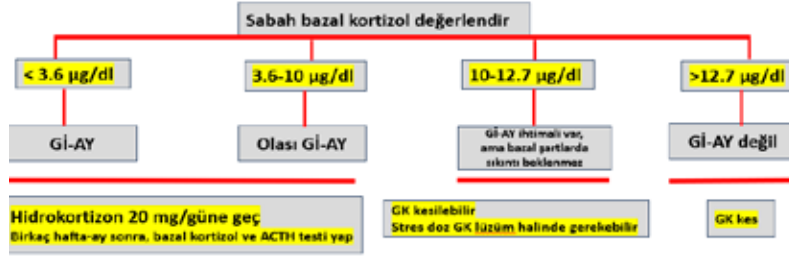 Sabah bazal kortizol değerlendir
< 3.6 µg/dl
3.6-10 µg/dl
10-12.7 µg/dl
>12.7 µg/dl
Gİ-AY
Olası Gİ-AY
Gİ-AY ihtimali var,
ama bazal şartlarda
sıkıntı beklenmez
Gİ-AY değil
Hidrokortizon 20 mg/güne geç
Birkaç hafta-ay sonra, bazal kortizol ve ACTH testi yap
GK kesilebilir
Stres doz GK lüzüm halinde gerekebilir
GK kes